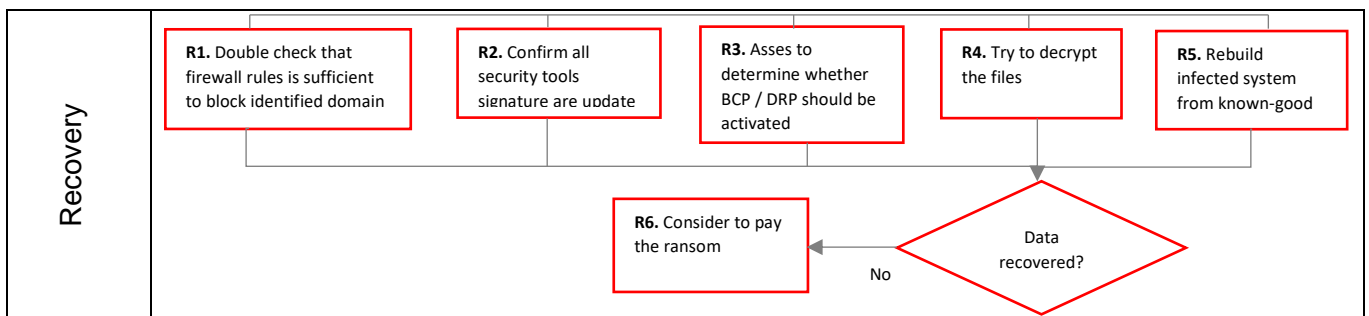 Recovery
R1. Double check that
firewall rules is sufficient
to block identified domain
R2. Confirm all
security tools
signature are update
R3. Asses to
determine whether
BCP / DRP should be
activated
R4. Try to decrypt
the files
R5. Rebuild
infected system
from known-good
R6. Consider to pay
the ransom
No
Data
recovered?